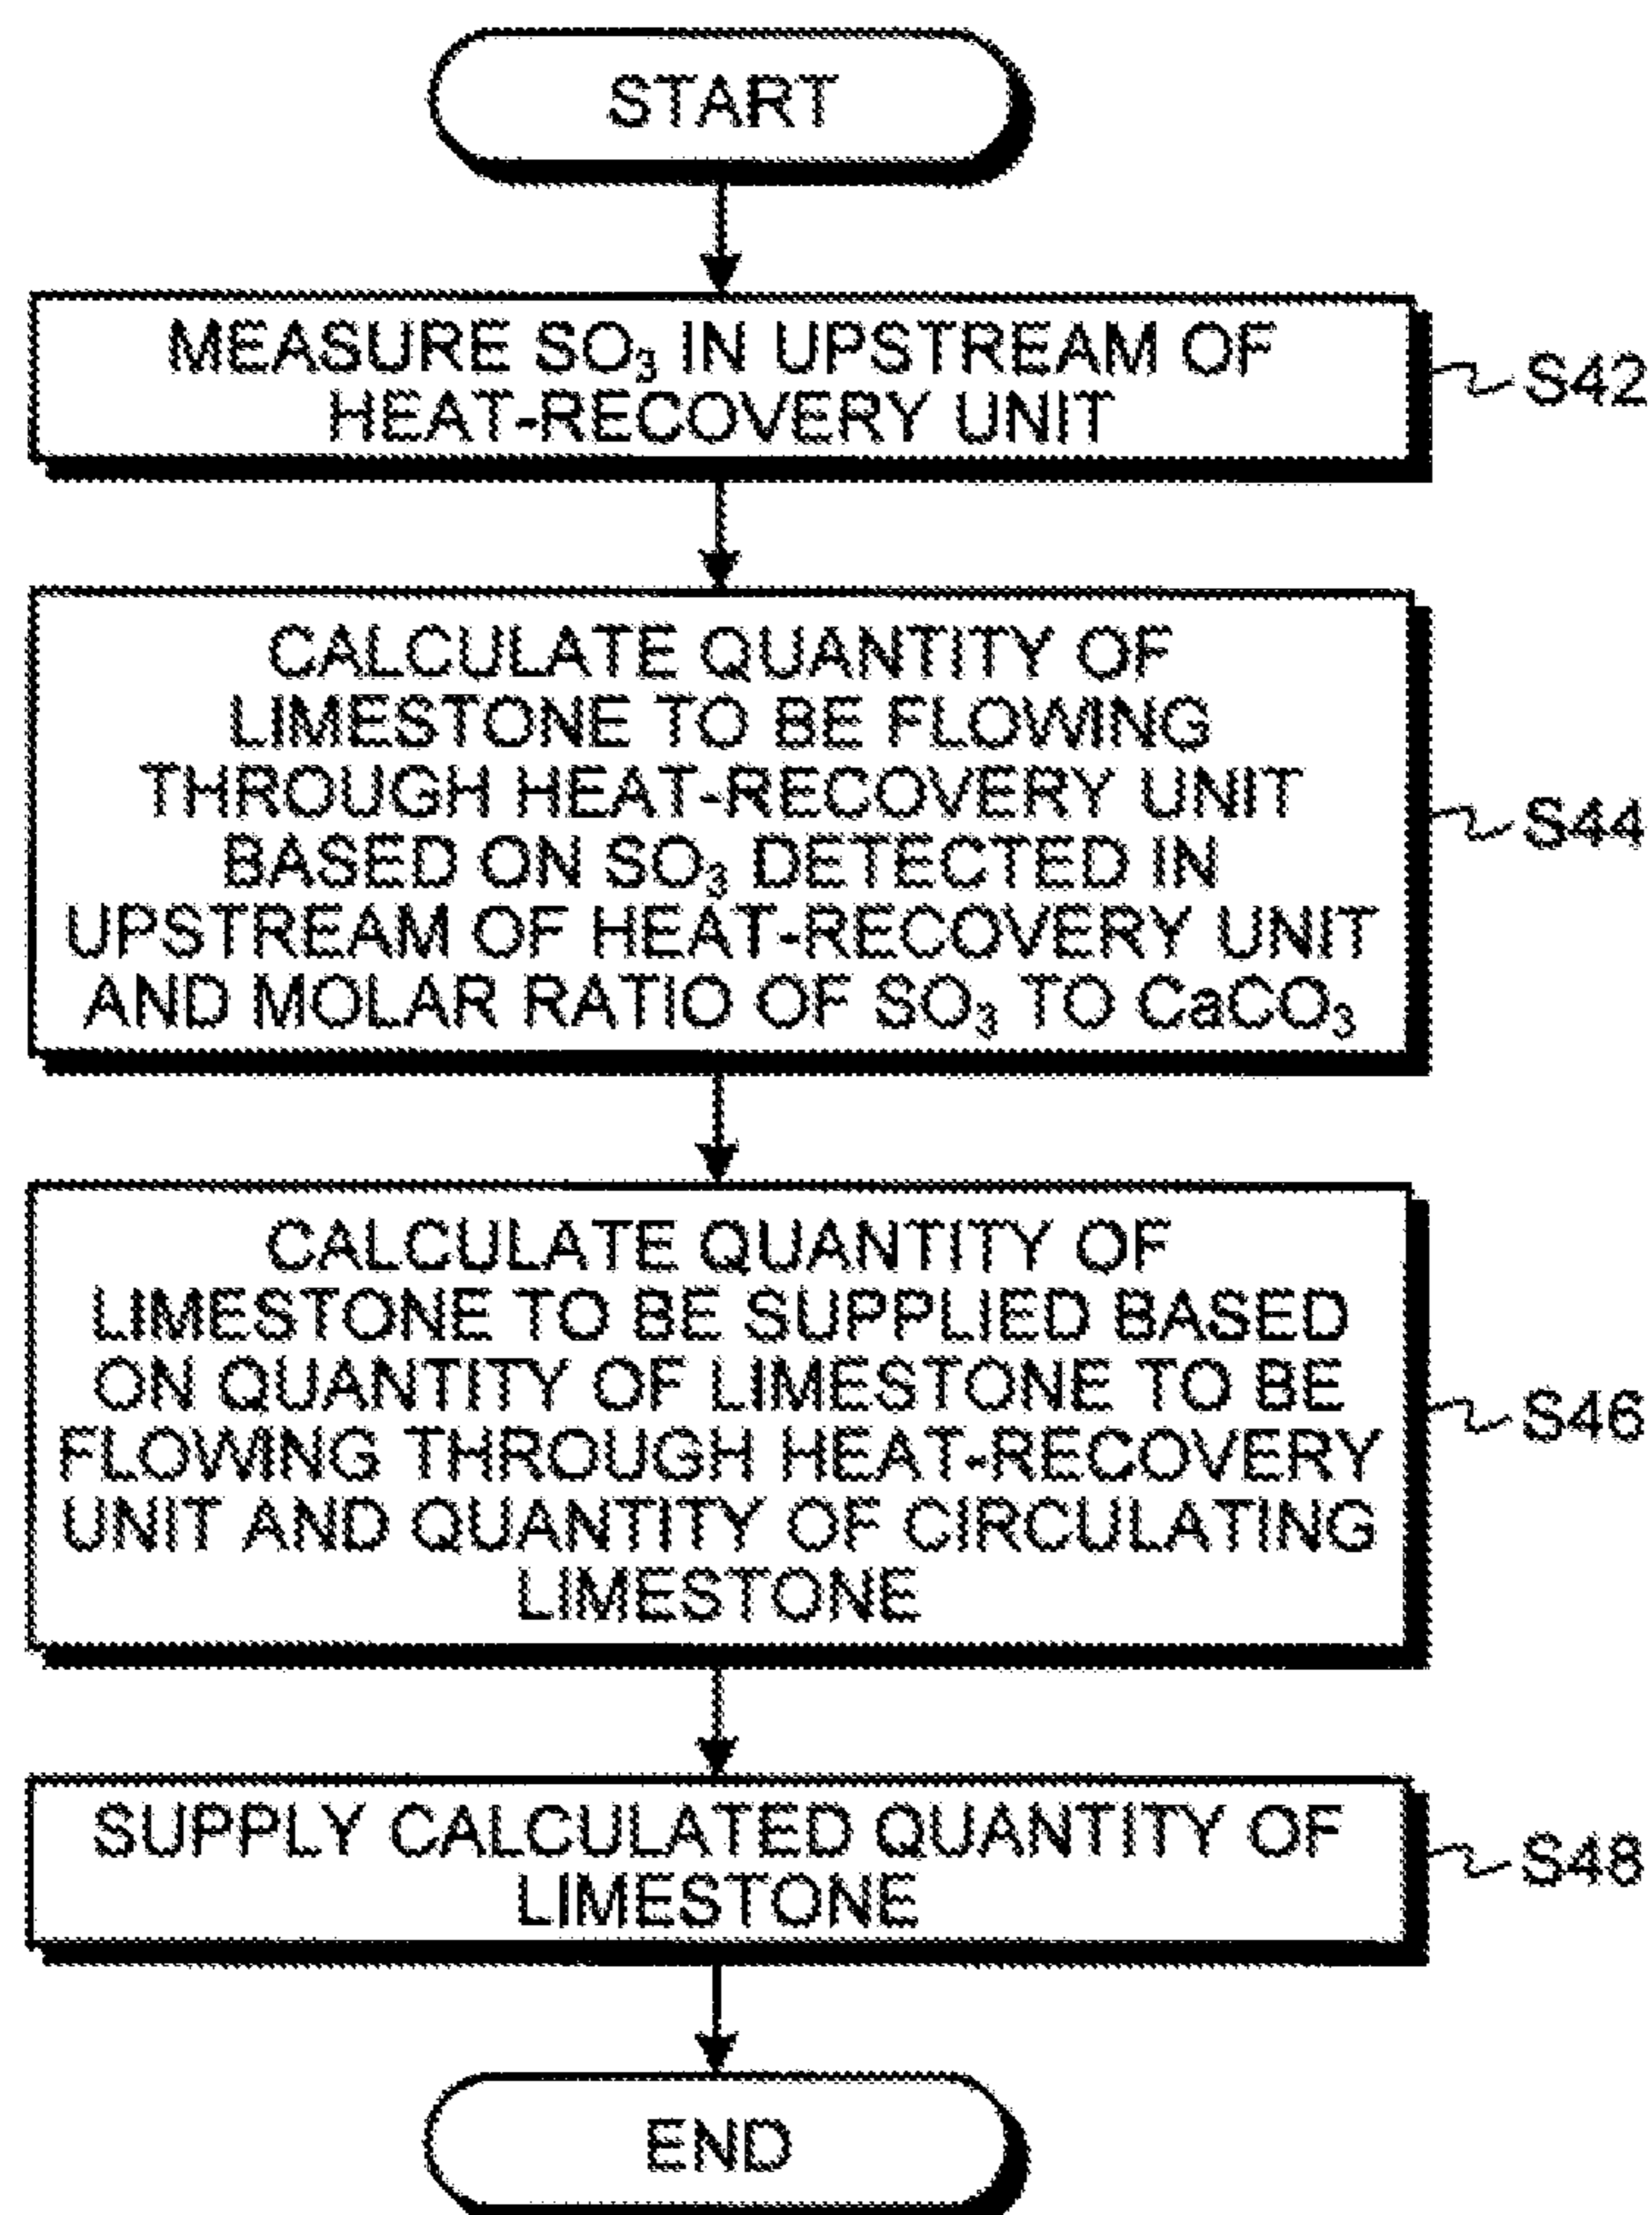 START
MEASURE SO₃ IN UPSTREAM OF
HEAT-RECOVERY UNIT
S42
CALCULATE QUANTITY OF
LIMESTONE TO BE FLOWING
THROUGH HEAT-RECOVERY UNIT
BASED ON SO₃ DETECTED IN
UPSTREAM OF HEAT-RECOVERY UNIT
AND MOLAR RATIO OF SO₃ TO CaCO₃
S44
CALCULATE QUANTITY OF
LIMESTONE TO BE SUPPLIED BASED
ON QUANTITY OF LIMESTONE TO BE
FLOWING THROUGH HEAT-RECOVERY
UNIT AND QUANTITY OF CIRCULATING
LIMESTONE
S46
SUPPLY CALCULATED QUANTITY OF
LIMESTONE
S48
END